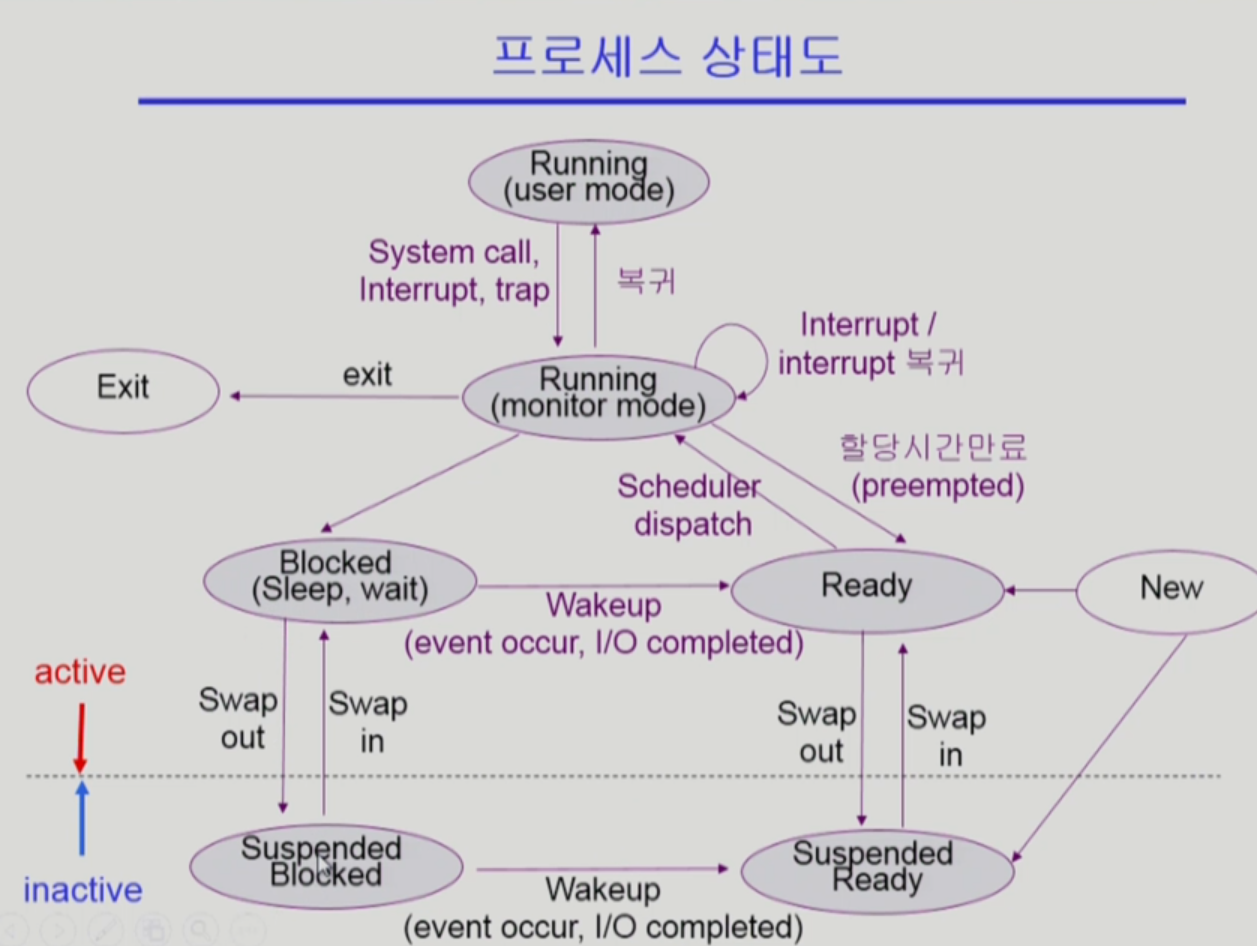 프로세스 상태도
Running
(user mode)
System call,
Interrupt, trap
복귀
Interrupt /
interrupt 복귀
Exit
exit
Running
(monitor mode)
할당시간만료
(preempted)
Scheduler
dispatch
Blocked
(Sleep, wait)
Ready
New
Wakeup
(event occur, I/O completed)
active
Swap
out
Swap
in
Swap
out
Swap
in
Suspended
Blocked
Suspended
Ready
inactive
Wakeup
(event occur, I/O completed)